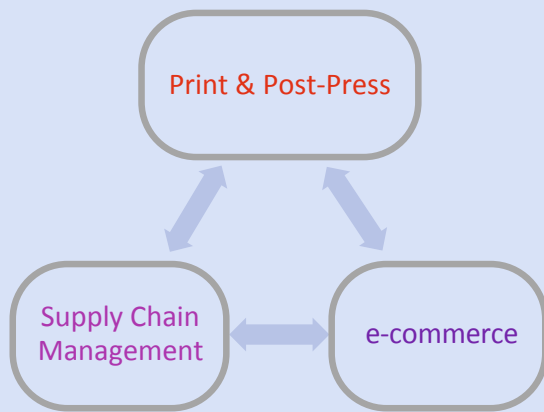 Print & Post-Press
Supply Chain
Management
e-commerce